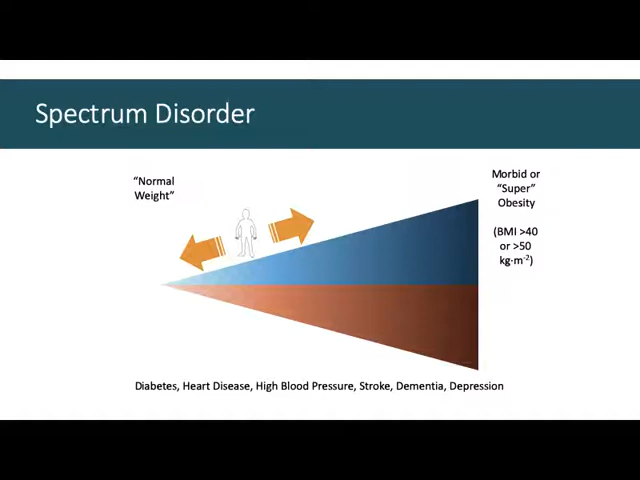 Spectrum Disorder
“Normal
Weight”
Morbid or
“Super”
Obesity
(BMI >40
or >50
kg·m⁻²)
Diabetes, Heart Disease, High Blood Pressure, Stroke, Dementia, Depression